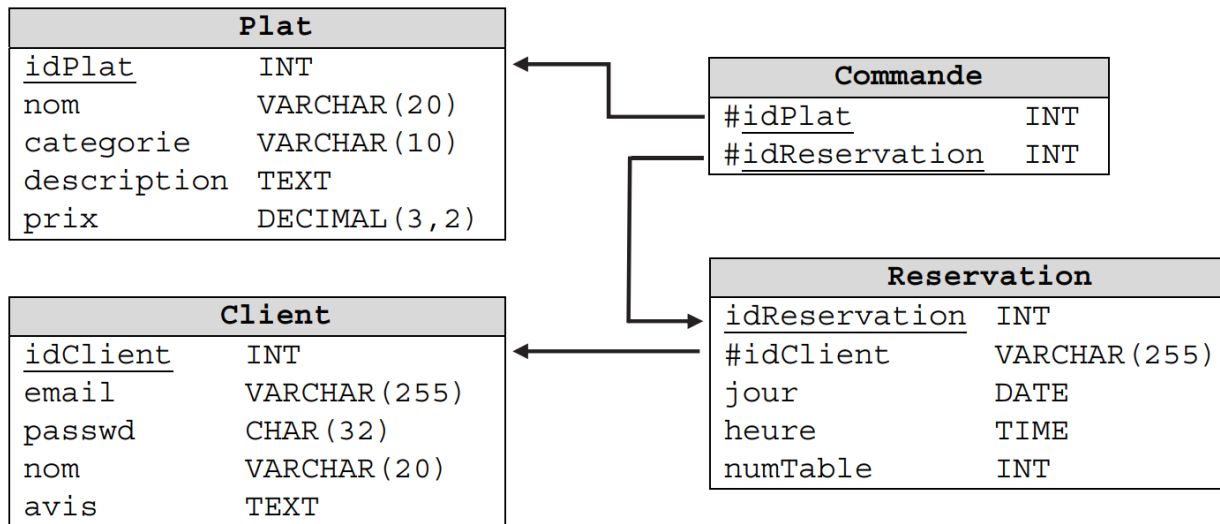 Plat
idPlat INT
nom VARCHAR(20)
categorie VARCHAR(10)
description TEXT
prix DECIMAL(3,2)
Commande
#idPlat INT
#idReservation INT
Client
idClient INT
email VARCHAR(255)
passwd CHAR(32)
nom VARCHAR(20)
avis TEXT
Reservation
idReservation INT
#idClient VARCHAR(255)
jour DATE
heure TIME
numTable INT